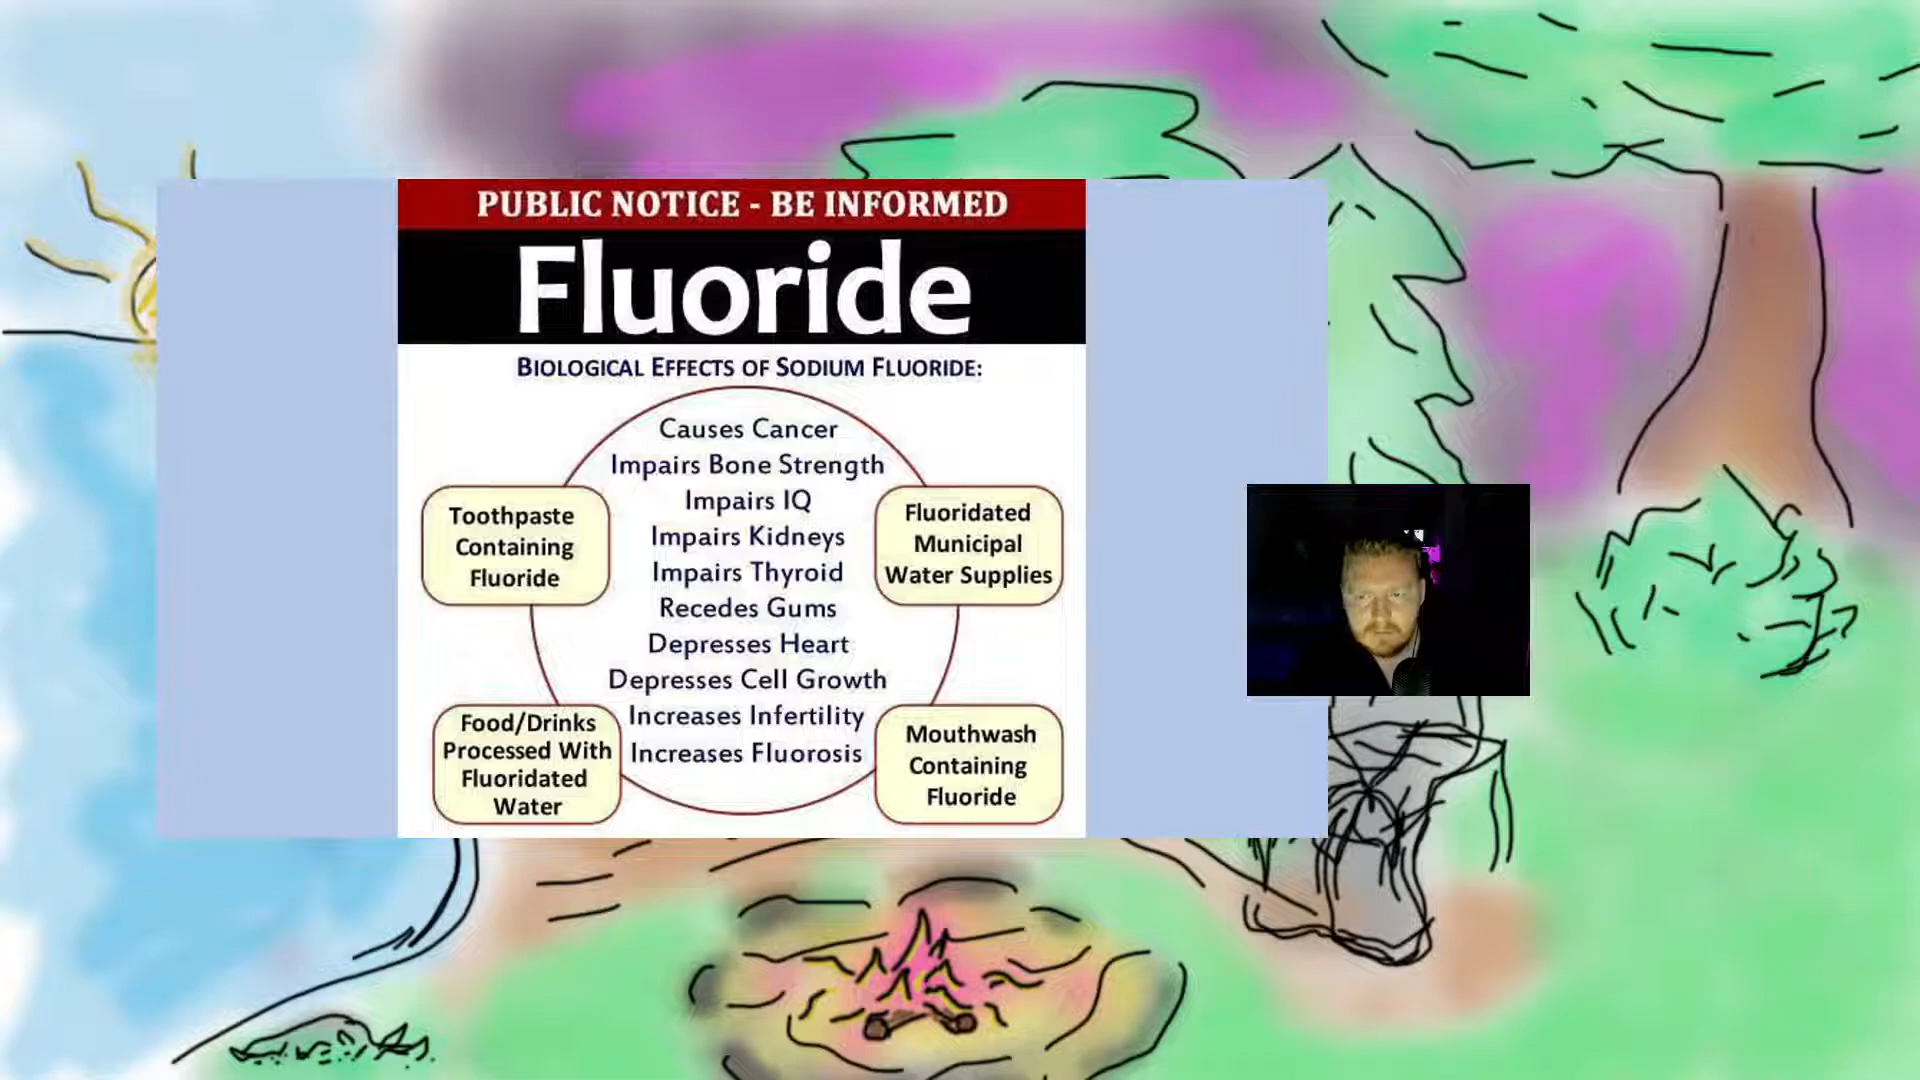 PUBLIC NOTICE - BE INFORMED
Fluoride
BIOLOGICAL EFFECTS OF SODIUM FLUORIDE:
Causes Cancer
Impairs Bone Strength
Impairs IQ
Impairs Kidneys
Impairs Thyroid
Recedes Gums
Depresses Heart
Depresses Cell Growth
Increases Infertility
Increases Fluorosis
Toothpaste
Containing
Fluoride
Fluoridated
Municipal
Water Supplies
Food/Drinks
Processed With
Fluoridated
Water
Mouthwash
Containing
Fluoride